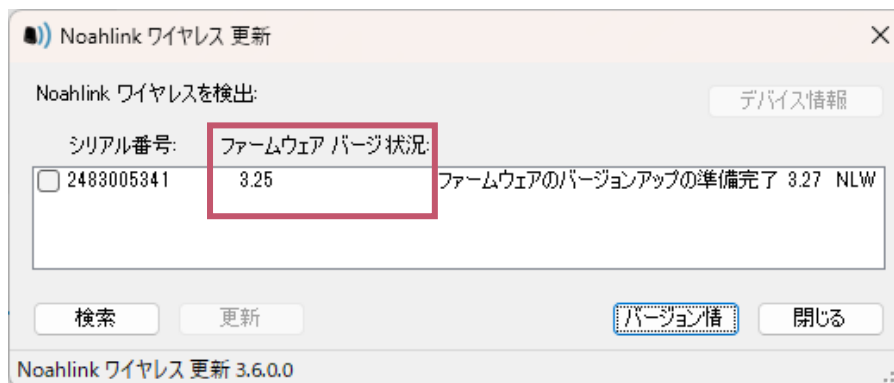 Noahlink ワイヤレス 更新
Noahlink ワイヤレスを検出:
デバイス情報
シリアル番号: ファームウェア バージ 状況:
2483005341 3.25 ファームウェアのバージョンアップの準備完了 3.27 NLW
検索 更新 バージョン情 閉じる
Noahlink ワイヤレス 更新 3.6.0.0